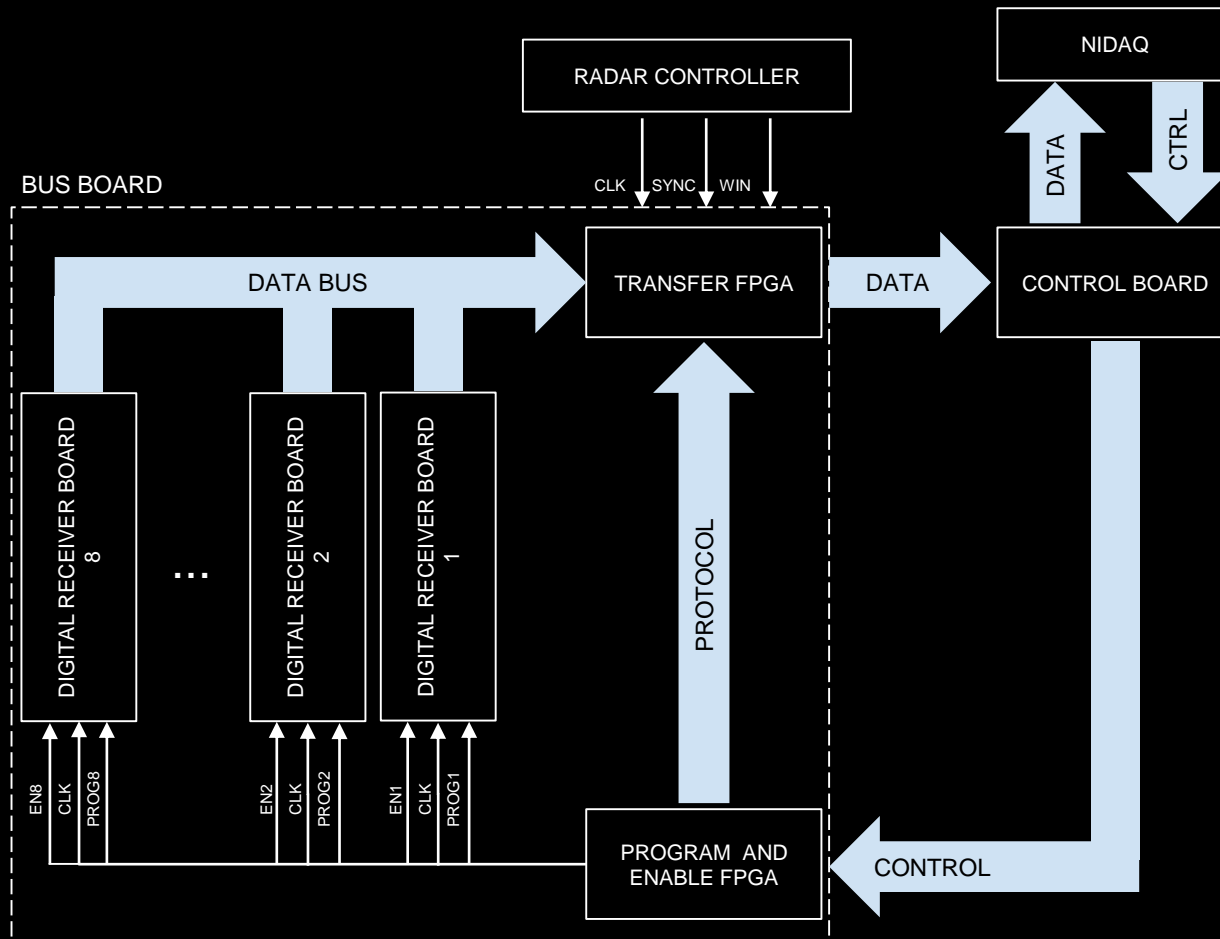 NIDAQ
RADAR CONTROLLER
DATA
CTRL
CLK
SYNC
WIN
BUS BOARD
DATA BUS
TRANSFER FPGA
DATA
CONTROL BOARD
DIGITAL RECEIVER BOARD
8
...
DIGITAL RECEIVER BOARD
2
DIGITAL RECEIVER BOARD
1
PROTOCOL
EN8
CLK
PROG8
EN2
CLK
PROG2
EN1
CLK
PROG1
PROGRAM AND
ENABLE FPGA
CONTROL